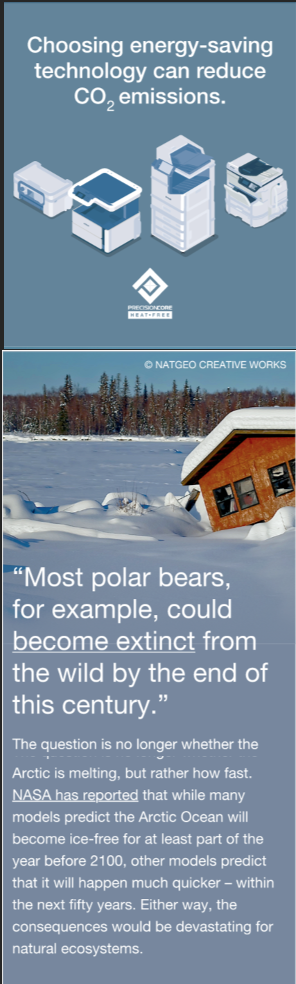 Choosing energy-saving
technology can reduce
CO₂ emissions.
PRECISIONCORE
HEAT-FREE
© NATGEO CREATIVE WORKS
“Most polar bears,
for example, could
become extinct from
the wild by the end of
this century.”
The question is no longer whether the
Arctic is melting, but rather how fast.
NASA has reported that while many
models predict the Arctic Ocean will
become ice-free for at least part of the
year before 2100, other models predict
that it will happen much quicker – within
the next fifty years. Either way, the
consequences would be devastating for
natural ecosystems.